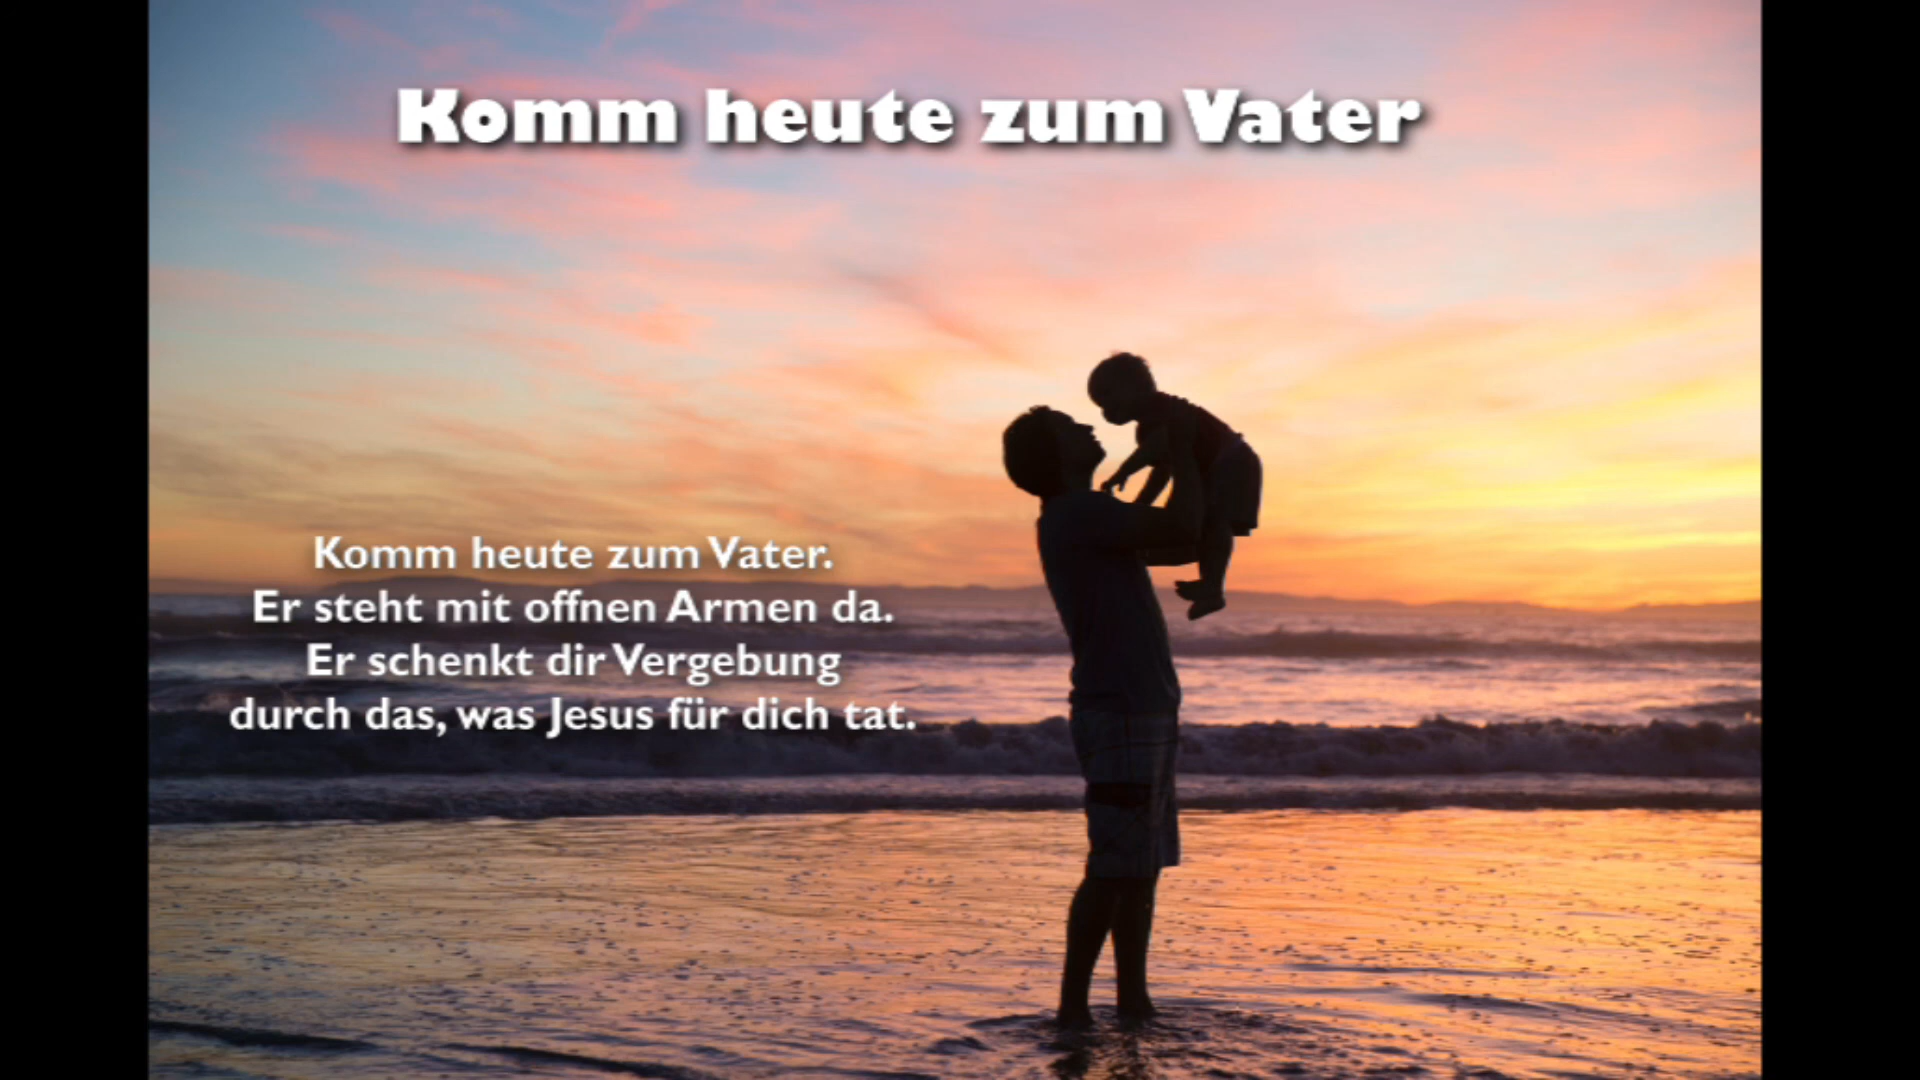 Komm heute zum Vater
Komm heute zum Vater.
Er steht mit offnen Armen da.
Er schenkt dir Vergebung
durch das, was Jesus für dich tat.